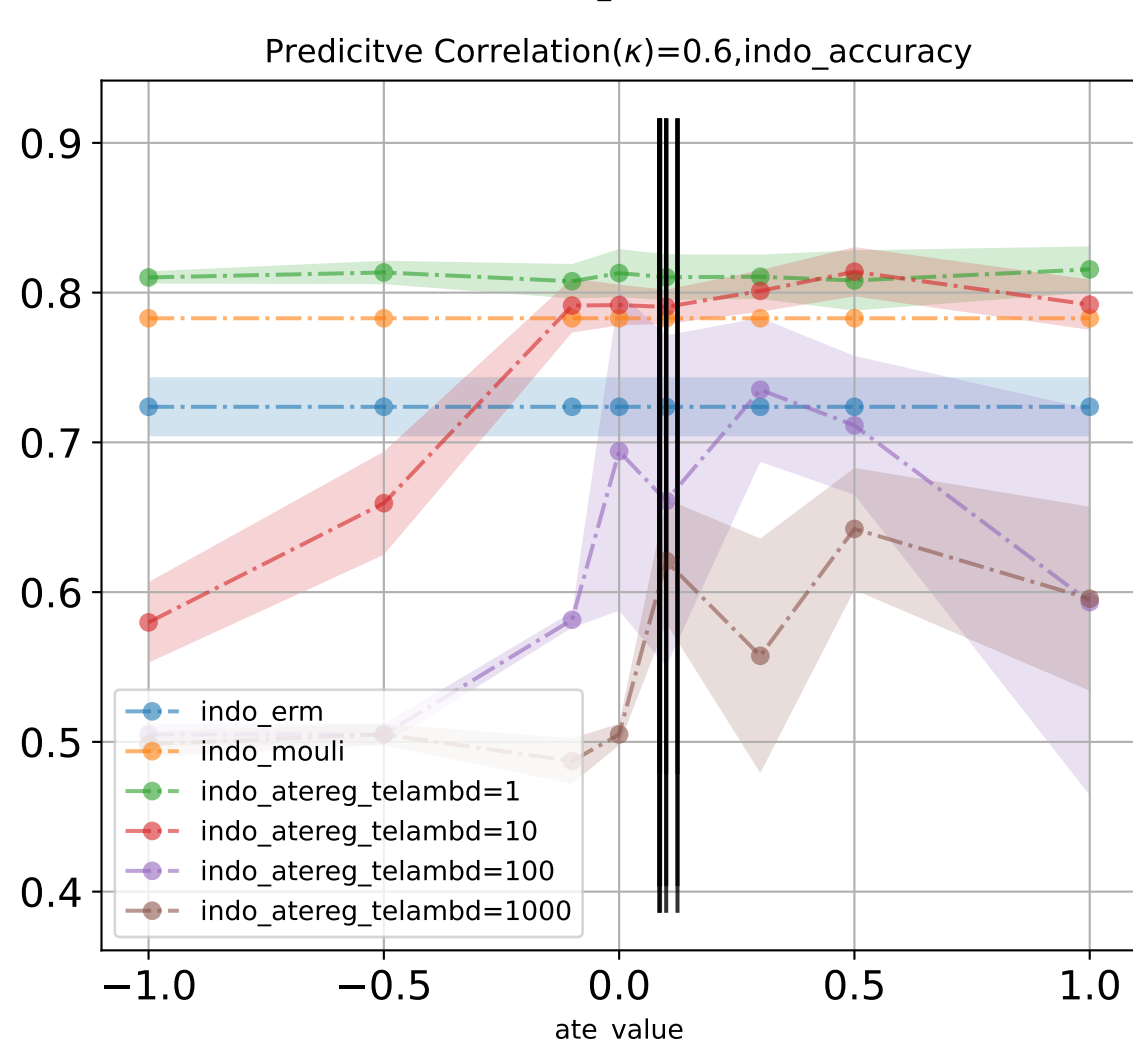 Predicitve Correlation(κ)=0.6,indo_accuracy
0.9
0.8
0.7
0.6
0.5
0.4
indo_erm
indo_mouli
indo_atereg_telambd=1
indo_atereg_telambd=10
indo_atereg_telambd=100
indo_atereg_telambd=1000
−1.0 −0.5 0.0 0.5 1.0
ate value